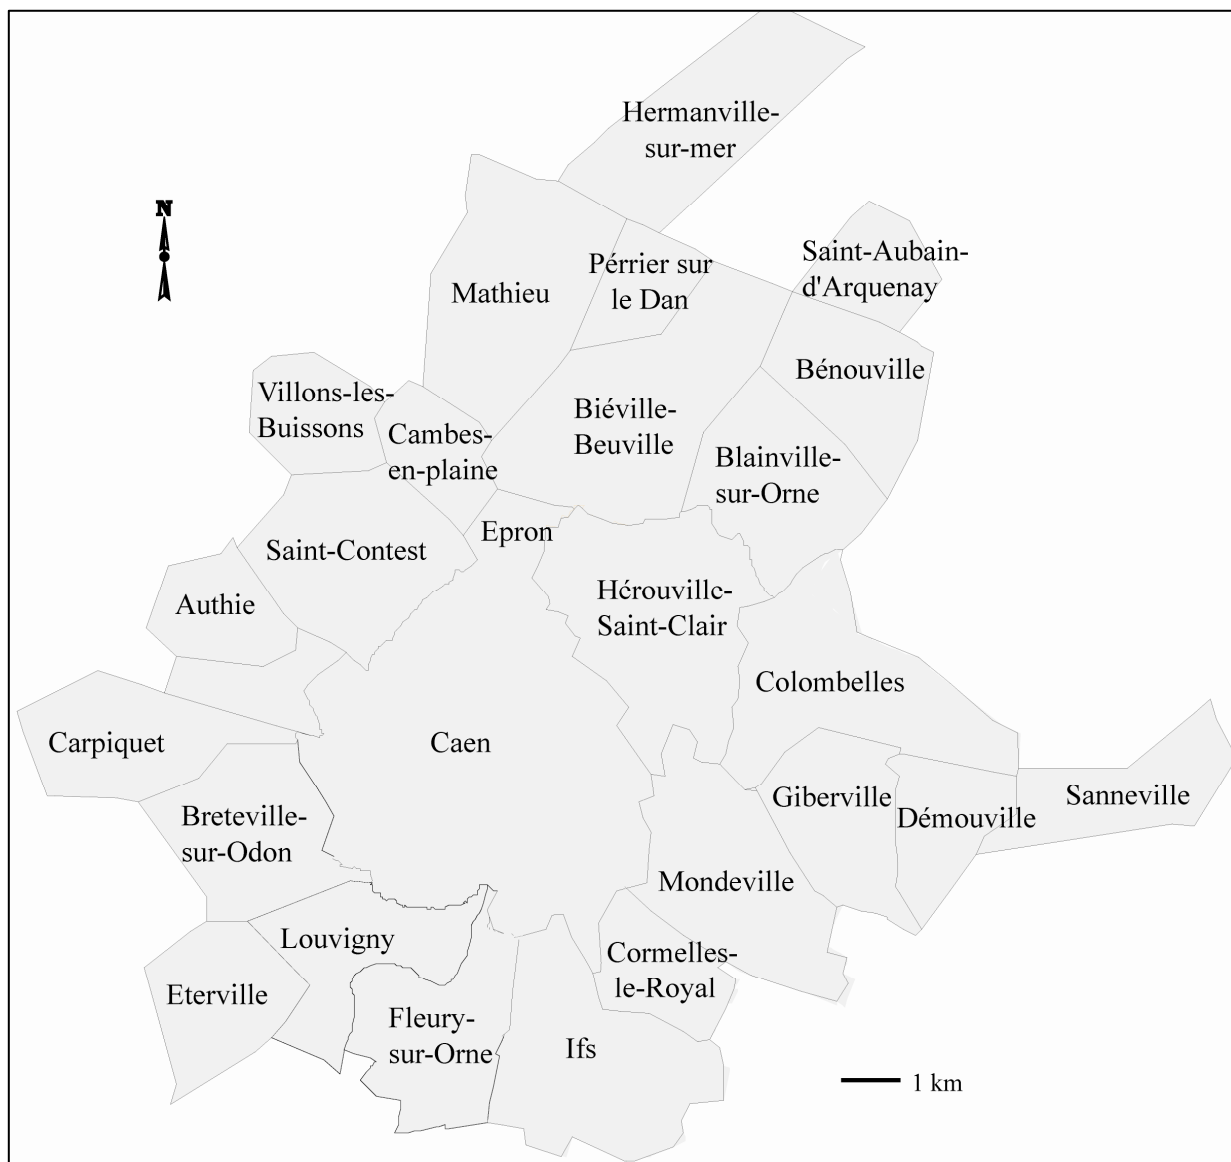 Hermanville-
sur-mer
N
Saint-Aubain-
d'Arquenay
Pérrier sur
le Dan
Mathieu
Bénouville
Villons-les-
Buissons
Biéville-
Beuville
Cambes-
en-plaine
Blainville-
sur-Orne
Epron
Saint-Contest
Hérouville-
Saint-Clair
Authie
Colombelles
Carpiquet
Caen
Giberville
Sanneville
Démouville
Breteville-
sur-Odon
Mondeville
Louvigny
Cormelles-
le-Royal
Eterville
Fleury-
sur-Orne
Ifs
1 km